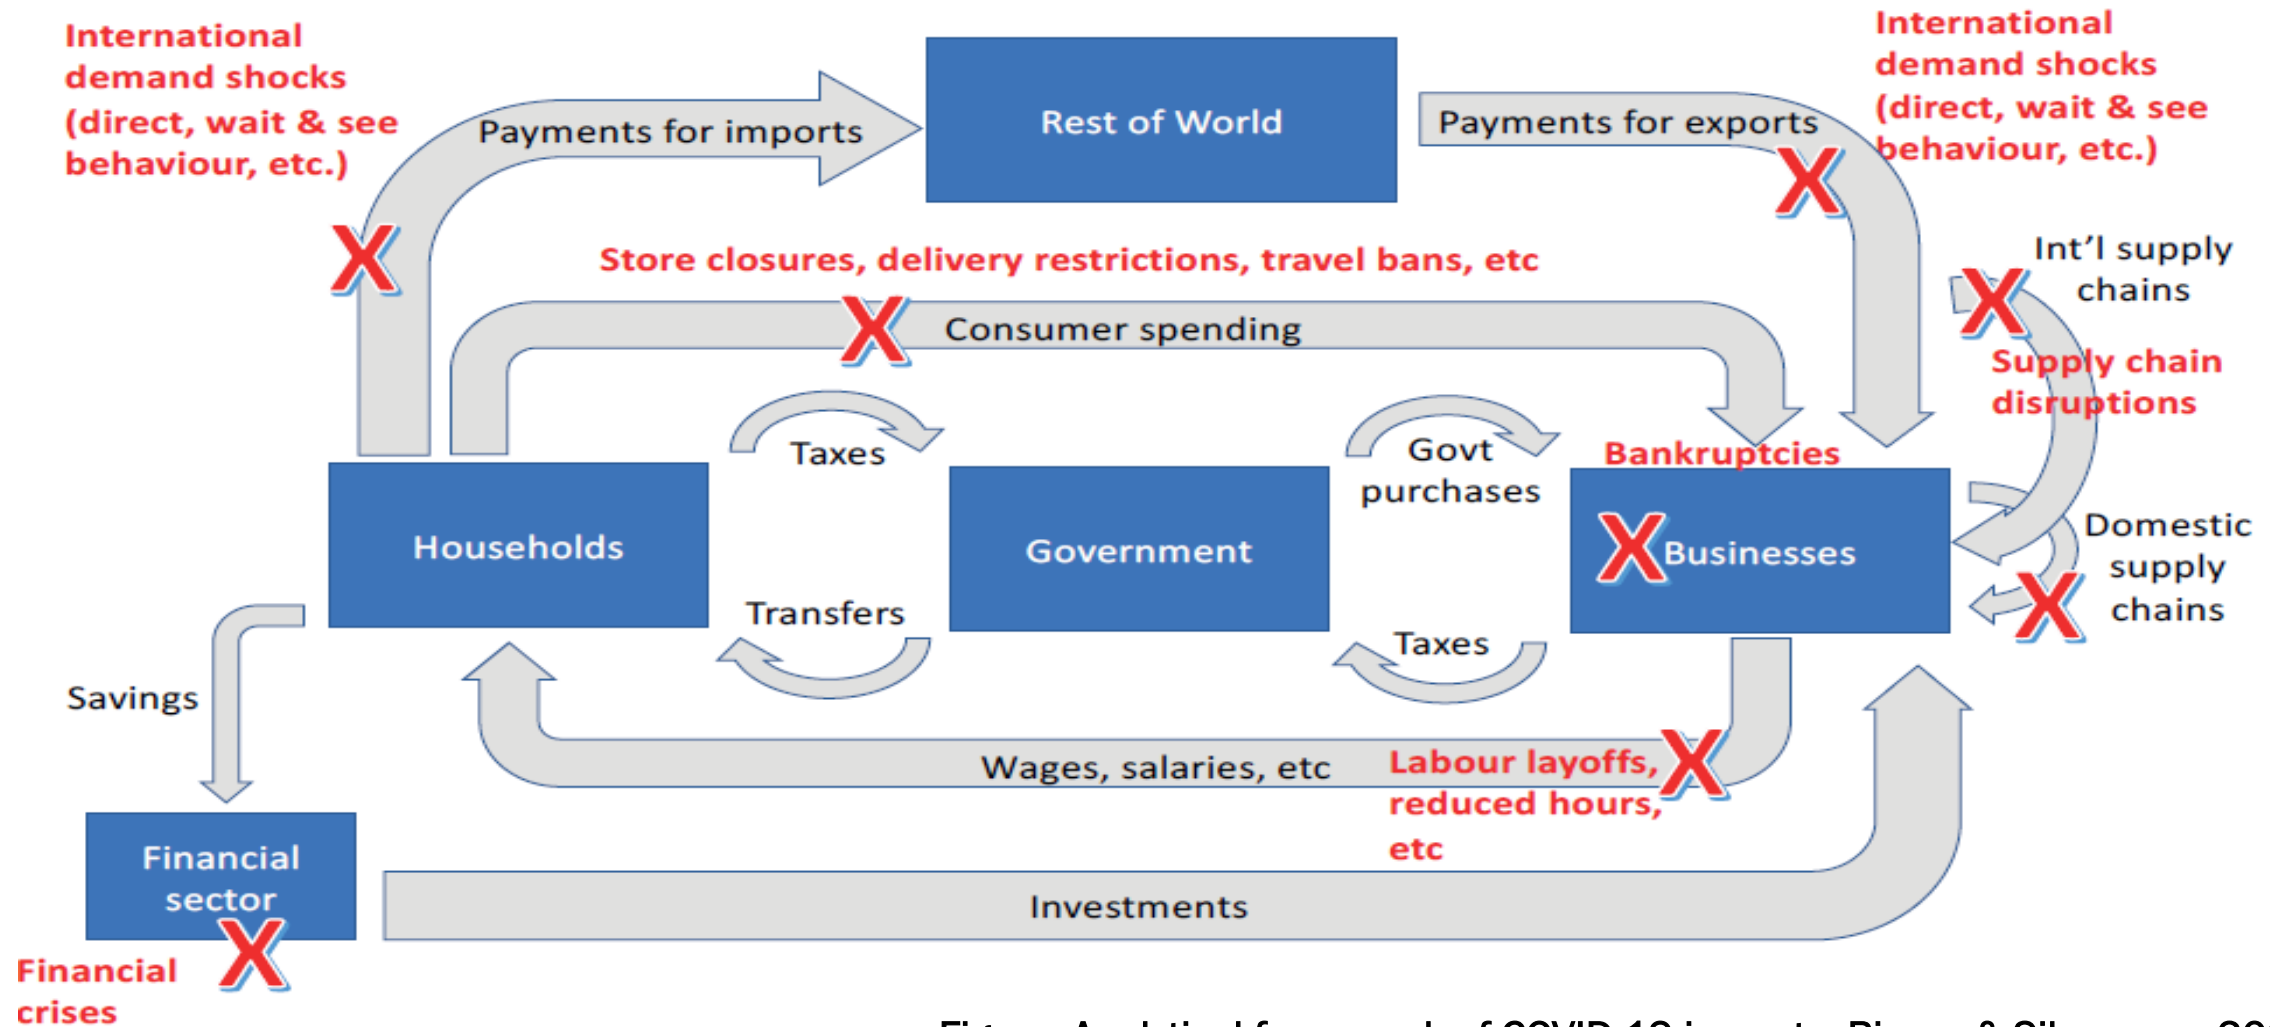 International
demand shocks
(direct, wait & see
behaviour, etc.)
Payments for imports
Rest of World
Payments for exports
International
demand shocks
(direct, wait & see
behaviour, etc.)
X
X
Int'l supply
chains
X
Supply chain
disruptions
Store closures, delivery restrictions, travel bans, etc
X
Consumer spending
Taxes
Govt
purchases
Bankruptcies
Households
Government
X
Businesses
Domestic
supply
chains
X
Transfers
Taxes
Savings
Wages, salaries, etc
Labour layoffs,
reduced hours,
etc
X
Financial
sector
X
Investments
Financial
crises